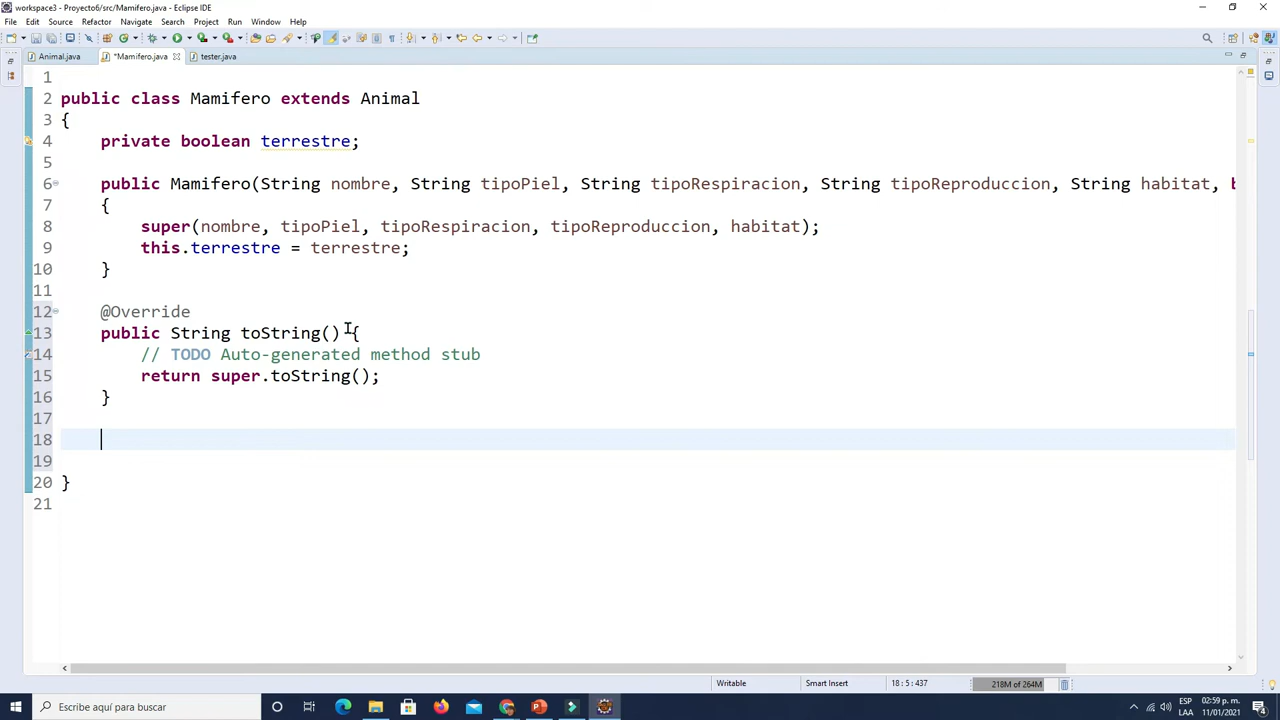 workspace3 - Proyecto6/src/Mamifero.java - Eclipse IDE
File Edit Source Refactor Navigate Search Project Run Window Help
Animal.java *Mamifero.java tester.java
1
2 public class Mamifero extends Animal
3 {
4 private boolean terrestre;
5
6 public Mamifero(String nombre, String tipoPiel, String tipoRespiracion, String tipoReproduccion, String habitat, b
7 {
8 super(nombre, tipoPiel, tipoRespiracion, tipoReproduccion, habitat);
9 this.terrestre = terrestre;
10 }
11
12 @Override
13 public String toString() {
14 // TODO Auto-generated method stub
15 return super.toString();
16 }
17
18
19
20 }
21
Writable Smart Insert 18 : 5 : 437 218M of 264M
Escribe aquí para buscar
ESP 02:59 p. m.
LAA 11/01/2021
4